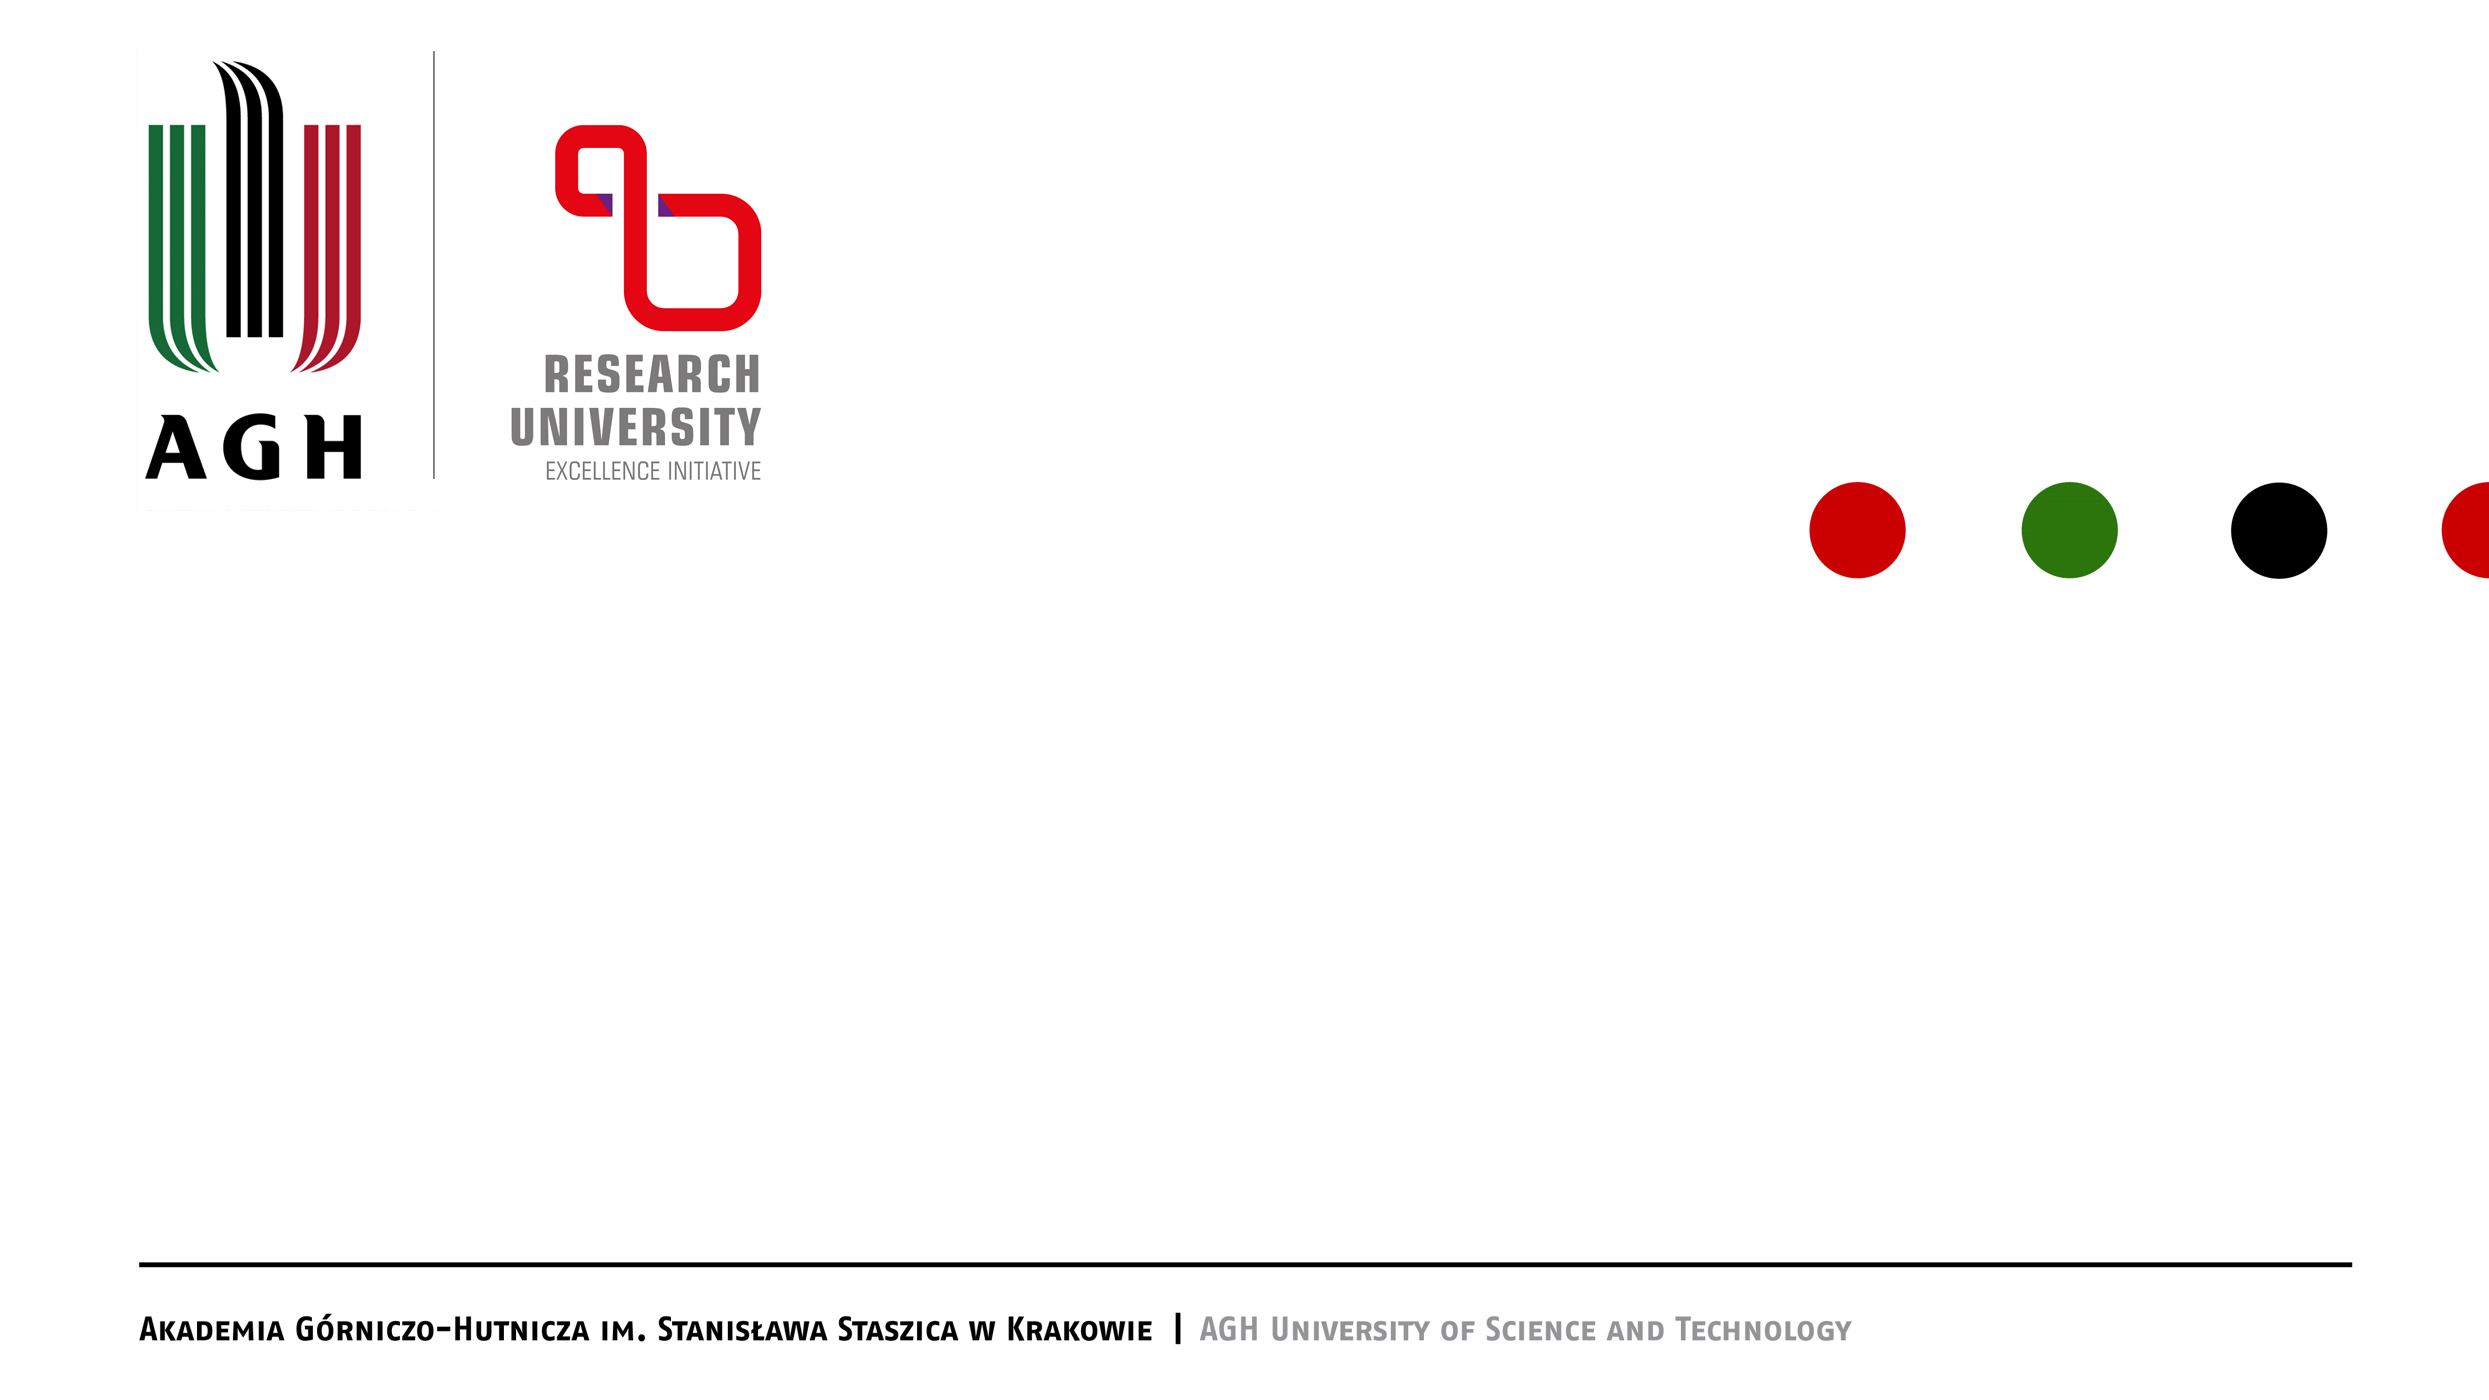 AGH
RESEARCH
UNIVERSITY
EXCELLENCE INITIATIVE
Akademia Górniczo-Hutnicza im. Stanisława Staszica w Krakowie | AGH University of Science and Technology